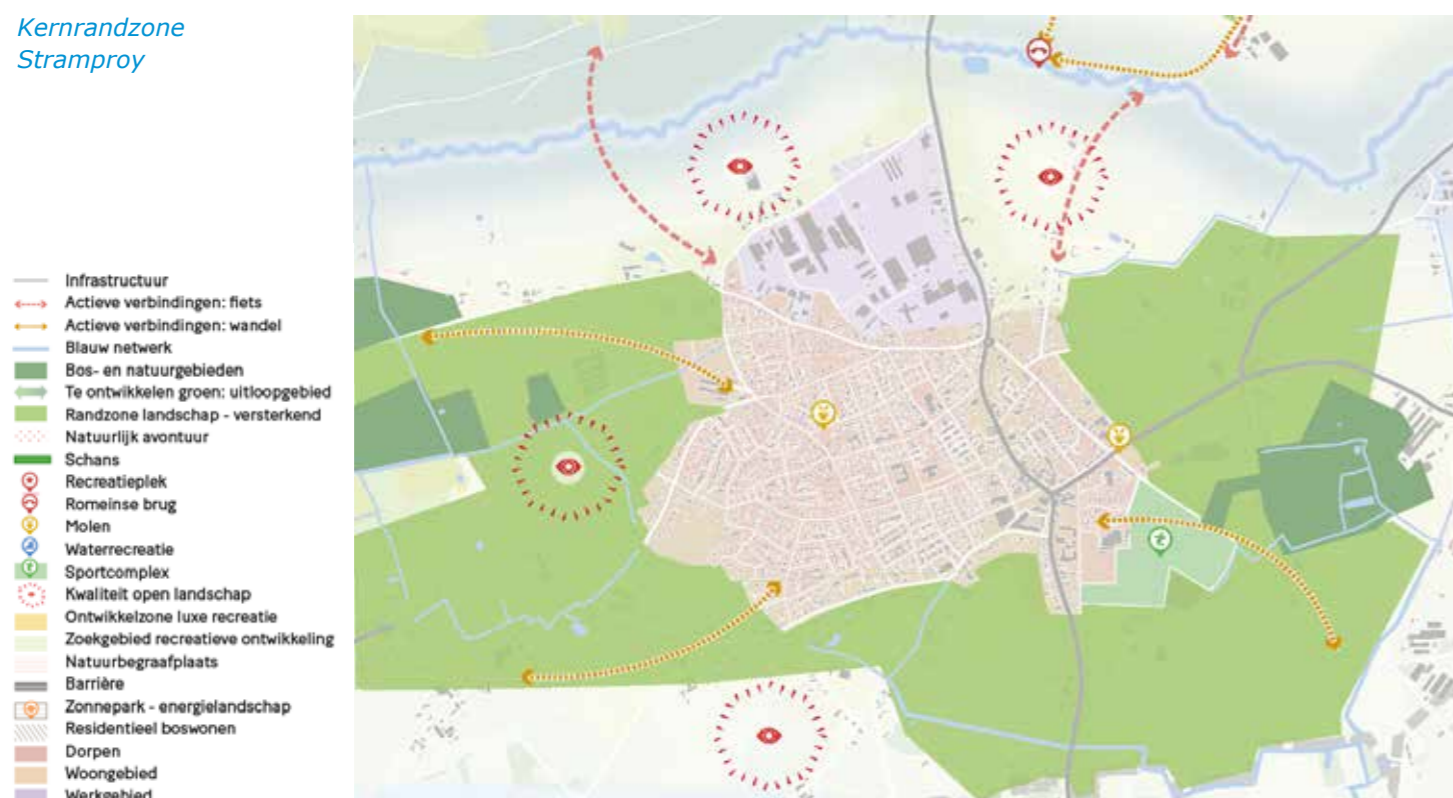 Kernrandzone
Stramproy
Infrastructuur
Actieve verbindingen: fiets
Actieve verbindingen: wandel
Blauw netwerk
Bos- en natuurgebieden
Te ontwikkelen groen: uitloopgebied
Randzone landschap - versterkend
Natuurlijk avontuur
Schans
Recreatieplek
Romeinse brug
Molen
Waterrecreatie
Sportcomplex
Kwaliteit open landschap
Ontwikkelzone luxe recreatie
Zoekgebied recreatieve ontwikkeling
Natuurbegraafplaats
Barrière
Zonnepark - energielandschap
Residentieel boswonen
Dorpen
Woongebied
Werkgebied